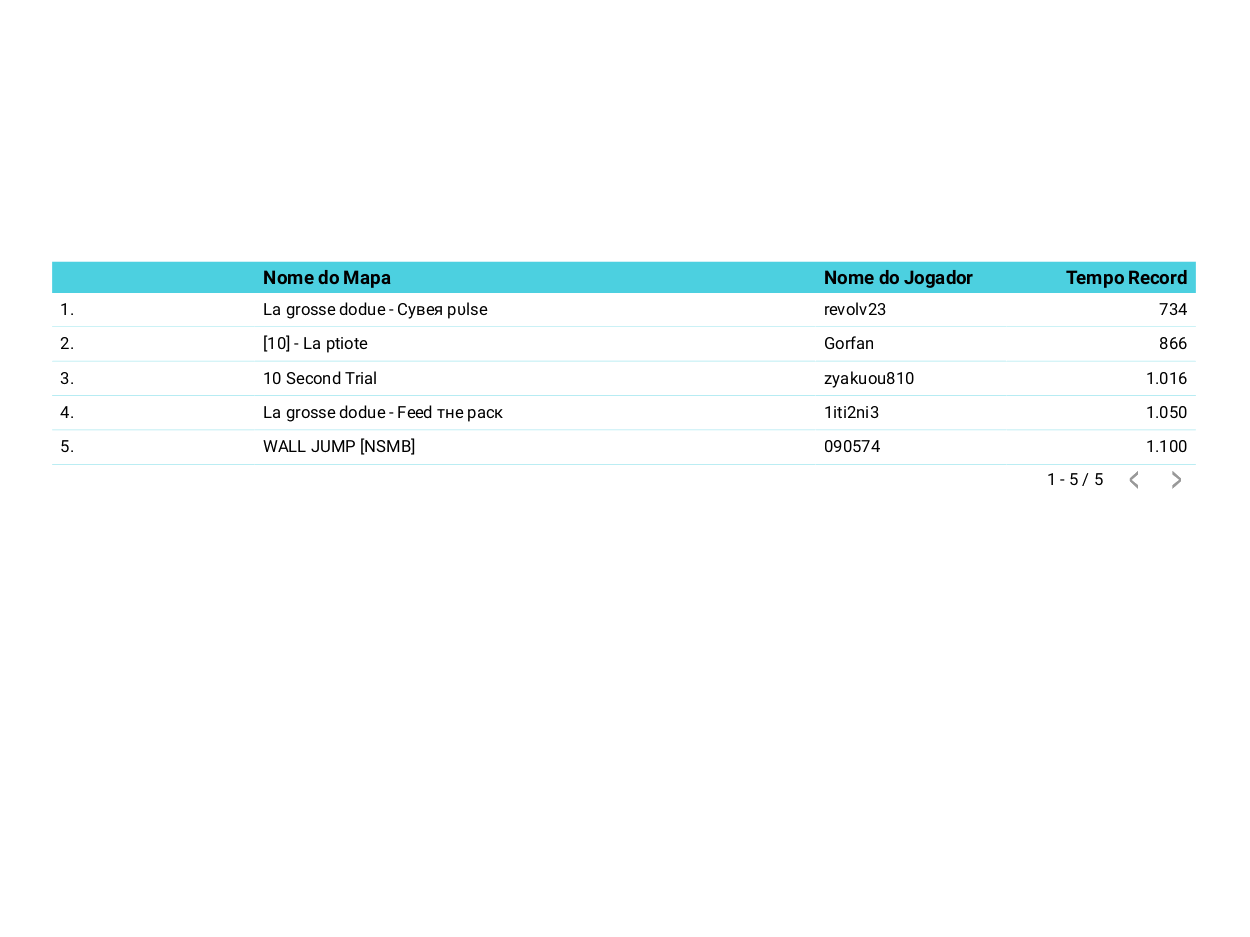 Nome do Mapa Nome do Jogador Tempo Record
1. La grosse dodue - Cyвeя pυlse revolv23 734
2. [10] - La ptiote Gorfan 866
3. 10 Second Trial zyakuou810 1.016
4. La grosse dodue - Feed тнe pacĸ 1iti2ni3 1.050
5. WALL JUMP [NSMB] 090574 1.100
1 - 5 / 5 < >